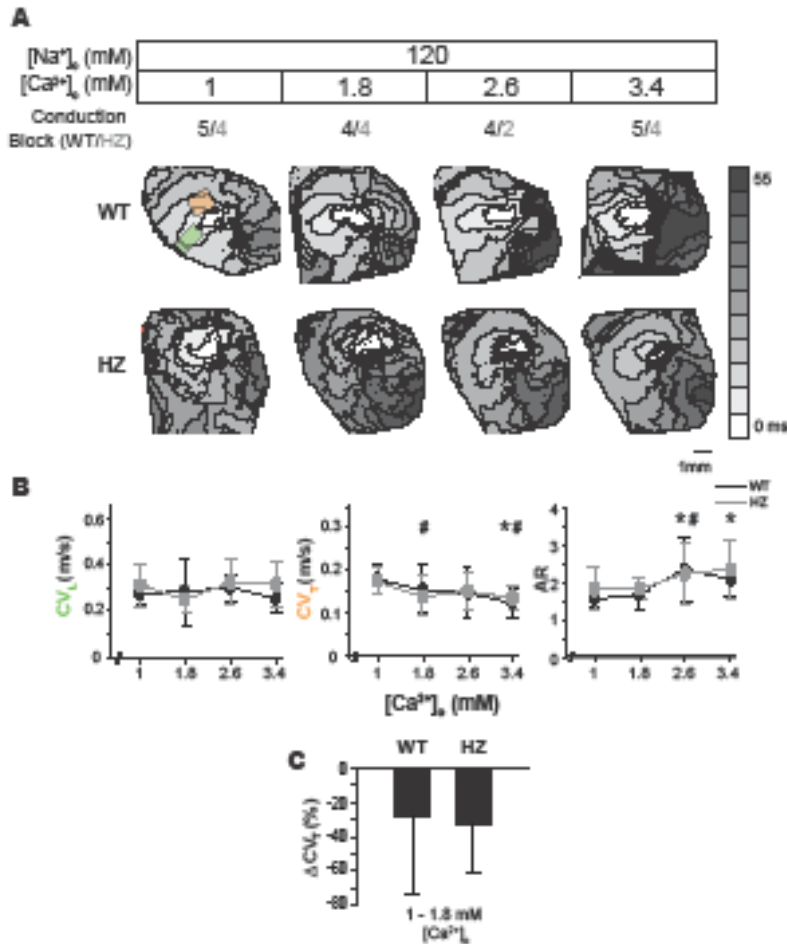 A
[Na⁺]ₒ (mM) 120
[Ca²⁺]ₒ (mM) 1 1.8 2.6 3.4
Conduction
Block (WT/HZ) 5/4 4/4 4/2 5/4
WT
55
HZ
0 ms
1mm
B
WT
HZ
CV_L (m/s)
0.6
0.4
0.2
0
1 1.8 2.6 3.4
CV_T (m/s)
0.3
0.2
0.1
0
# *#
1 1.8 2.6 3.4
AR
4
3
2
1
0
*# *
1 1.8 2.6 3.4
[Ca²⁺]ₒ (mM)
C
WT HZ
ΔCV_T (%)
0
-20
-40
-60
-80
1 - 1.8 mM
[Ca²⁺]ₒ